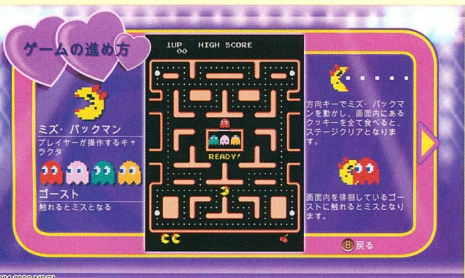 ゲームの進め方
1UP HIGH SCORE
00
READY!
ミズ・パックマン
プレイヤーが操作するキャ
ラクタ
ゴースト
触れるとミスとなる
方向キーでミズ・パックマ
ンを動かし、画面内にある
クッキーを全て食べると、
ステージクリアとなりま
す。
画面内を徘徊しているゴー
ストに触れるとミスとなり
ます。
B 戻る